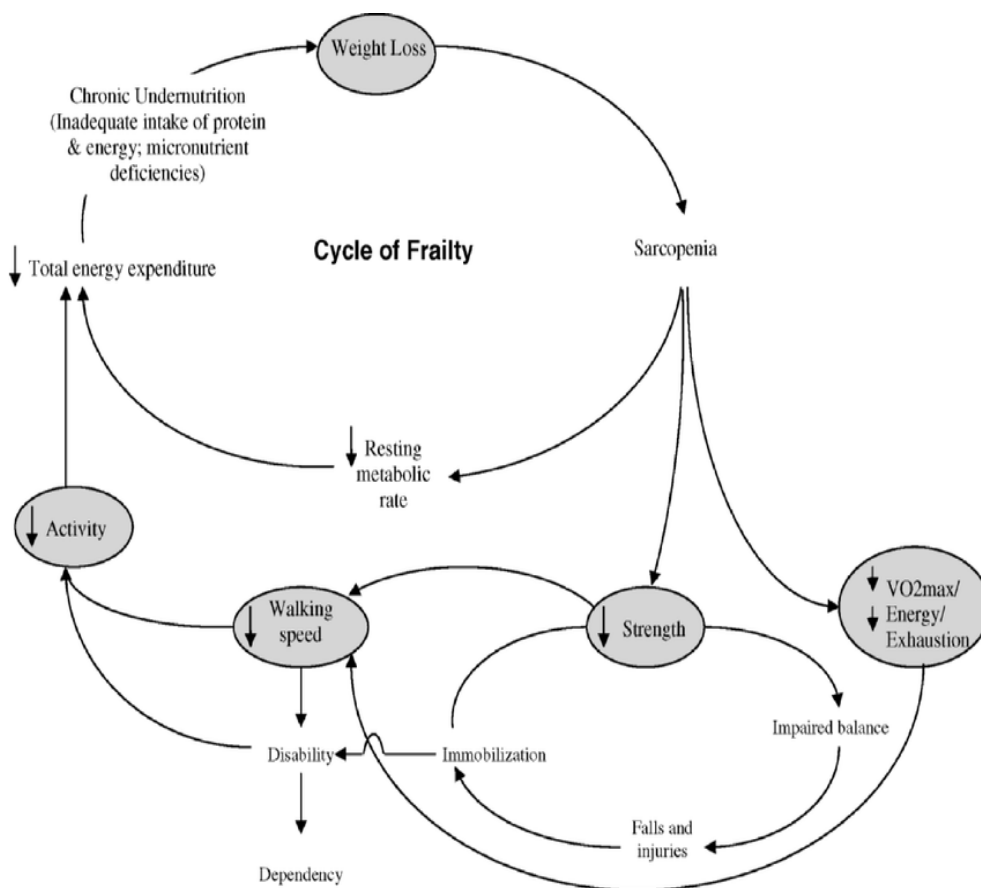 Weight Loss
Chronic Undernutrition
(Inadequate intake of protein
& energy; micronutrient
deficiencies)
Cycle of Frailty
Sarcopenia
↓ Total energy expenditure
↓ Resting
metabolic
rate
↓ Activity
↓ Walking
speed
↓ Strength
↓ VO2max/
↓ Energy/
Exhaustion
Impaired balance
Disability
Immobilization
Falls and
injuries
Dependency